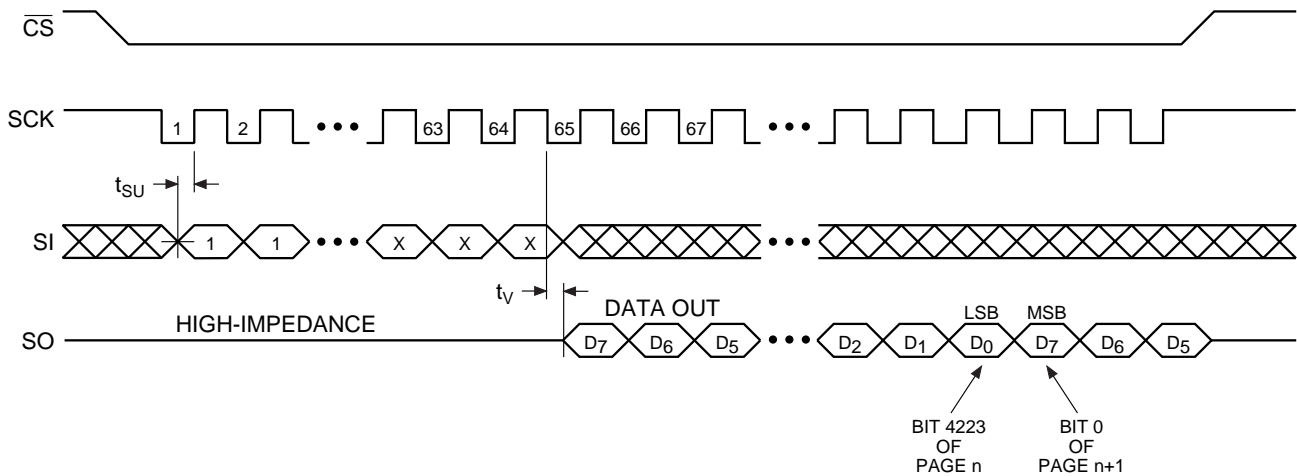 CS
SCK 1 2 ••• 63 64 65 66 67 •••
tSU
SI 1 1 ••• X X X •••
tV
HIGH-IMPEDANCE
DATA OUT
LSB MSB
SO D7 D6 D5 ••• D2 D1 D0 D7 D6 D5
BIT 4223
OF
PAGE n
BIT 0
OF
PAGE n+1